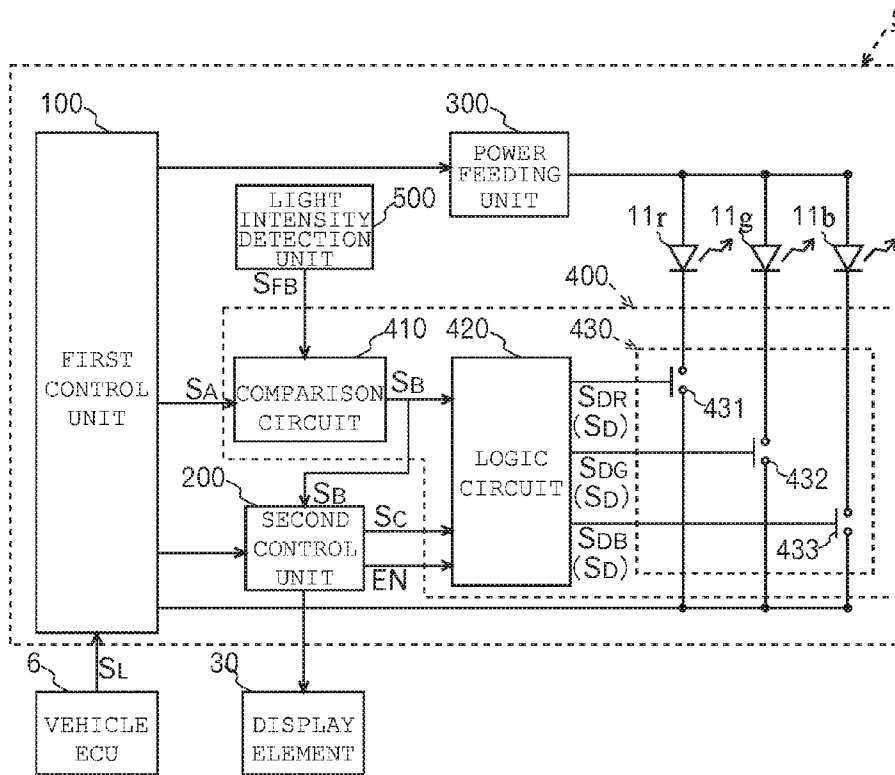 5
100
300
POWER
FEEDING
UNIT
LIGHT
INTENSITY
DETECTION
UNIT
500
11r
11g
11b
SFB
400
410
420
430
FIRST
CONTROL
UNIT
SA
COMPARISON
CIRCUIT
SB
LOGIC
CIRCUIT
SDR
(SD)
431
SDG
(SD)
432
SDB
(SD)
433
200
SB
SECOND
CONTROL
UNIT
SC
EN
6
SL
30
VEHICLE
ECU
DISPLAY
ELEMENT